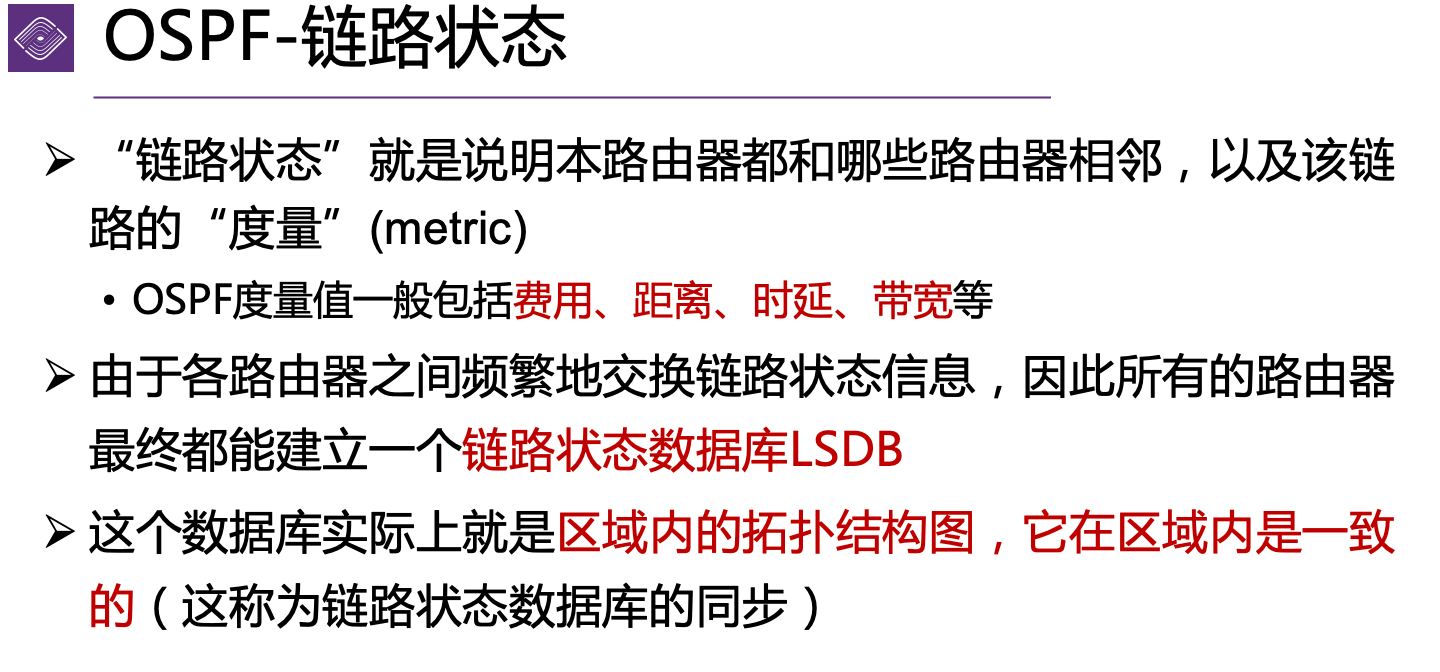 OSPF-链路状态
➢ “链路状态”就是说明本路由器都和哪些路由器相邻，以及该链
路的“度量”(metric)
• OSPF度量值一般包括费用、距离、时延、带宽等
➢ 由于各路由器之间频繁地交换链路状态信息，因此所有的路由器
最终都能建立一个链路状态数据库LSDB
➢ 这个数据库实际上就是区域内的拓扑结构图，它在区域内是一致
的（这称为链路状态数据库的同步）